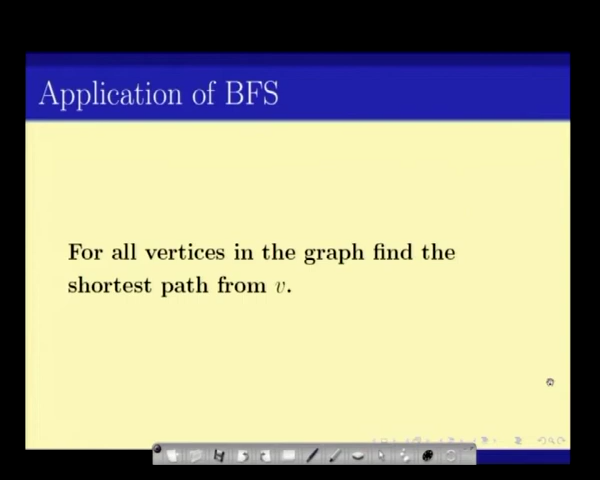 Application of BFS
For all vertices in the graph find the
shortest path from v.